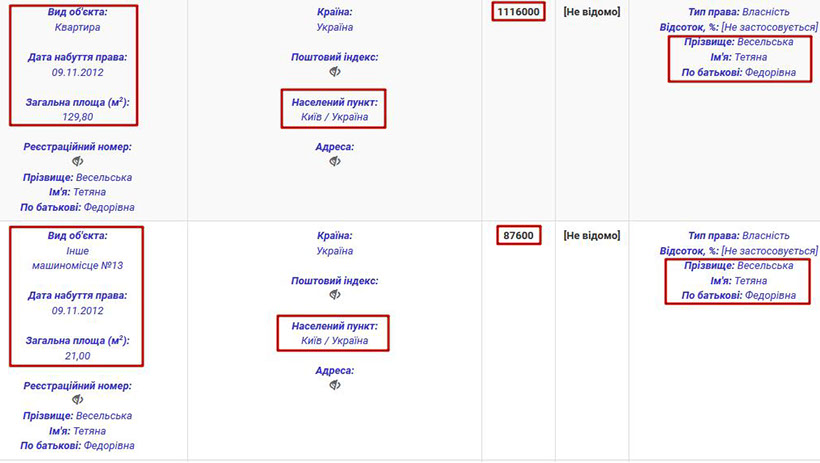 Вид об'єкта:
Квартира
Дата набуття права:
09.11.2012
Загальна площа (м²):
129,80
Реєстраційний номер:
Прізвище: Весельська
Ім'я: Тетяна
По батькові: Федорівна
Країна:
Україна
Поштовий індекс:
Населений пункт:
Київ / Україна
Адреса:
1116000
[Не відомо]
Тип права: Власність
Відсоток, %: [Не застосовується]
Прізвище: Весельська
Ім'я: Тетяна
По батькові: Федорівна
Вид об'єкта:
Інше
машиномісце №13
Дата набуття права:
09.11.2012
Загальна площа (м²):
21,00
Реєстраційний номер:
Прізвище: Весельська
Ім'я: Тетяна
По батькові: Федорівна
Країна:
Україна
Поштовий індекс:
Населений пункт:
Київ / Україна
Адреса:
87600
[Не відомо]
Тип права: Власність
Відсоток, %: [Не застосовується]
Прізвище: Весельська
Ім'я: Тетяна
По батькові: Федорівна